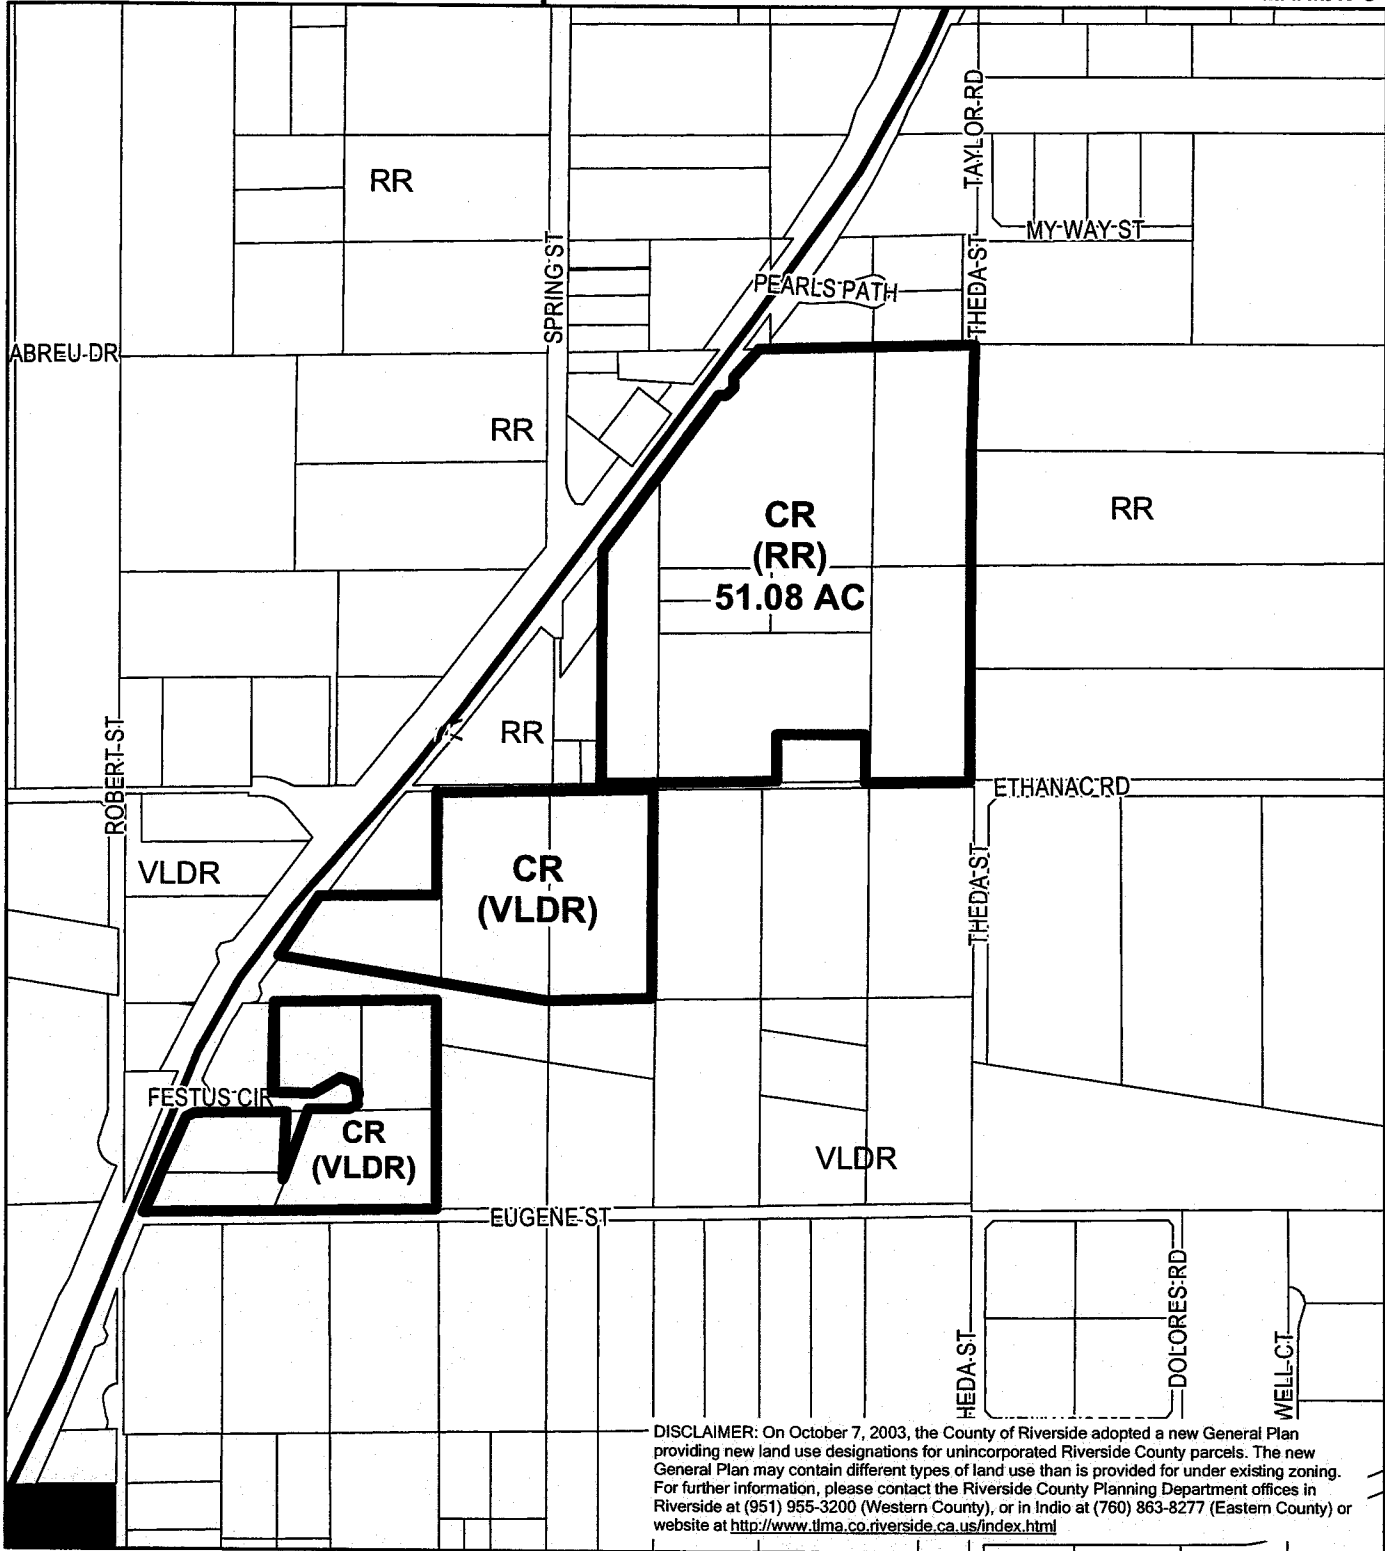 TAYLOR RD
RR
MY WAY ST
SPRING ST
THEDA ST
PEARLS PATH
ABREU DR
RR
CR
(RR)
51.08 AC
RR
RR
ROBERT ST
ETHANAC RD
VLDR
CR
(VLDR)
THEDA ST
FESTUS CIR
CR
(VLDR)
VLDR
EUGENE ST
DOLORES RD
HEDA ST
WELL CT
DISCLAIMER: On October 7, 2003, the County of Riverside adopted a new General Plan
providing new land use designations for unincorporated Riverside County parcels. The new
General Plan may contain different types of land use than is provided for under existing zoning.
For further information, please contact the Riverside County Planning Department offices in
Riverside at (951) 955-3200 (Western County), or in Indio at (760) 863-8277 (Eastern County) or
website at http://www.tlma.co.riverside.ca.us/index.html